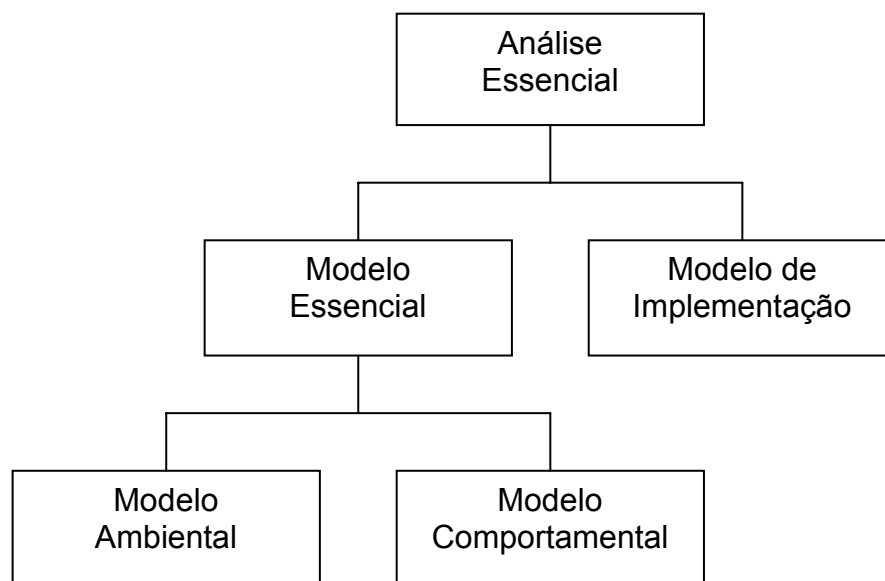 Análise
Essencial
Modelo
Essencial
Modelo de
Implementação
Modelo
Ambiental
Modelo
Comportamental